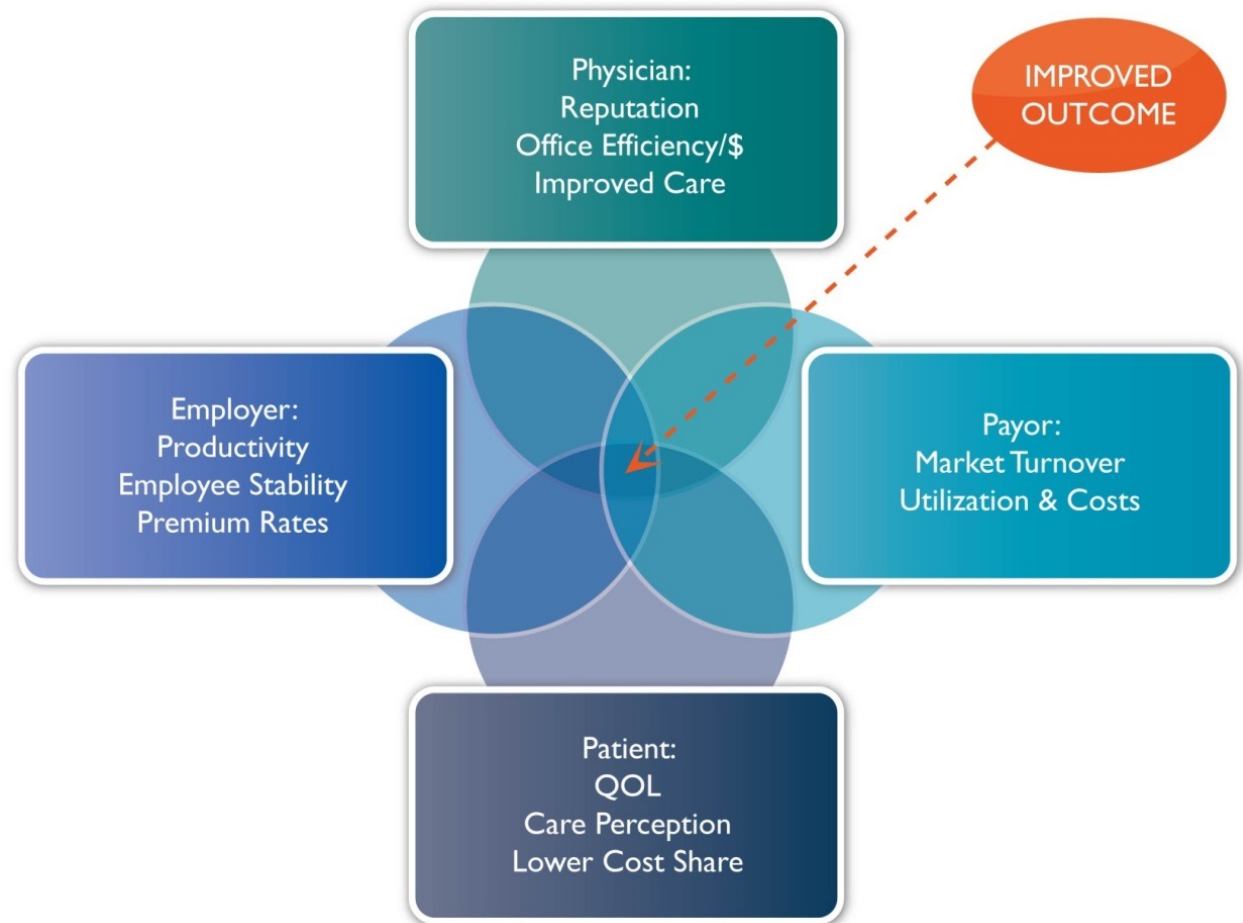 Physician:
Reputation
Office Efficiency/$
Improved Care
IMPROVED
OUTCOME
Employer:
Productivity
Employee Stability
Premium Rates
Payor:
Market Turnover
Utilization & Costs
Patient:
QOL
Care Perception
Lower Cost Share